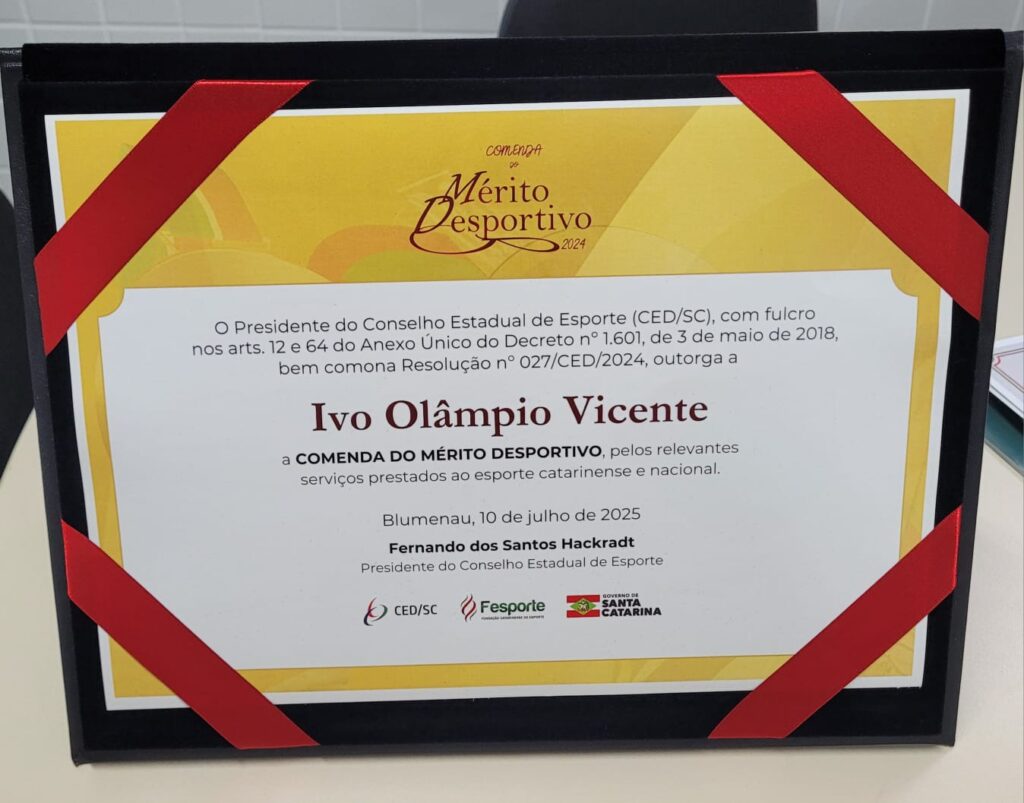 COMENDA
DO
Mérito
Desportivo
2024
O Presidente do Conselho Estadual de Esporte (CED/SC), com fulcro
nos arts. 12 e 64 do Anexo Único do Decreto nº 1.601, de 3 de maio de 2018,
bem comona Resolução nº 027/CED/2024, outorga a
Ivo Olâmpio Vicente
a COMENDA DO MÉRITO DESPORTIVO, pelos relevantes
serviços prestados ao esporte catarinense e nacional.
Blumenau, 10 de julho de 2025
Fernando dos Santos Hackradt
Presidente do Conselho Estadual de Esporte
CED/SC
Fesporte
FUNDAÇÃO CATARINENSE DE ESPORTE
GOVERNO DE
SANTA
CATARINA